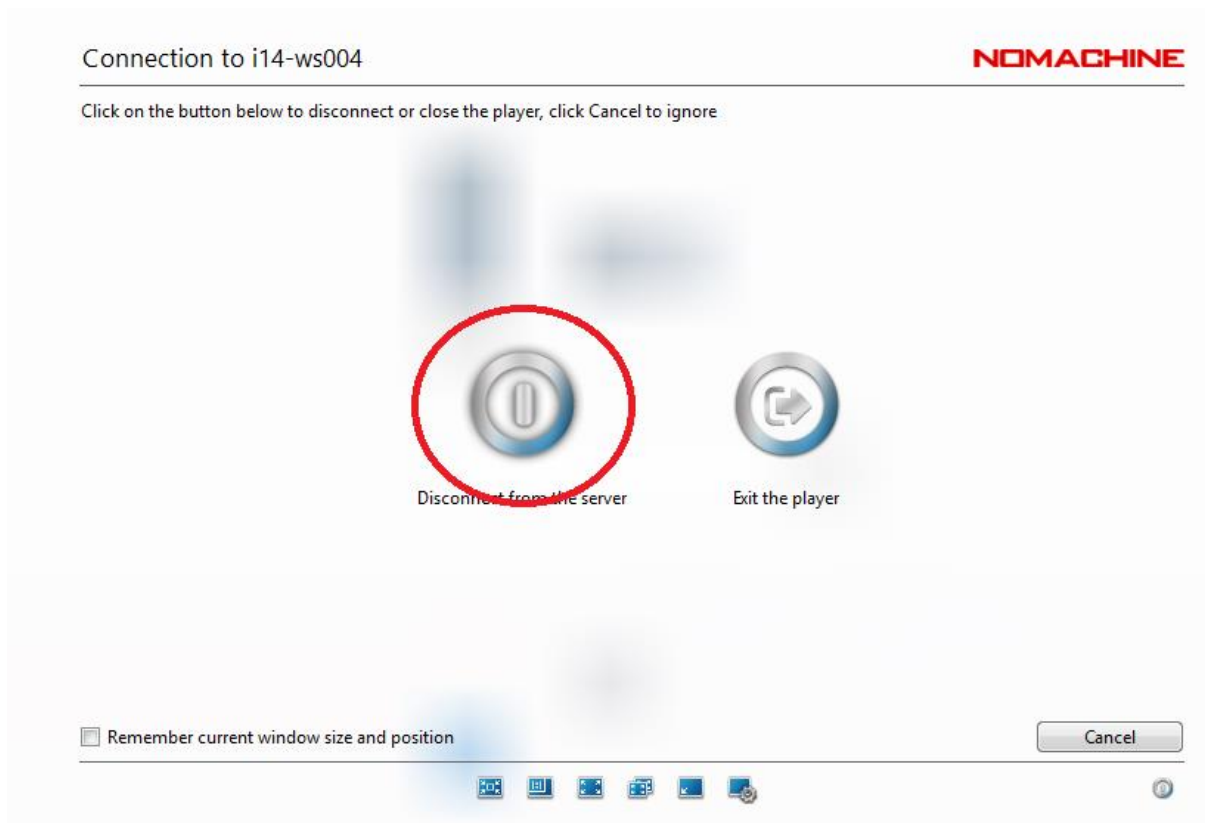 Connection to i14-ws004
NOMACHINE
Click on the button below to disconnect or close the player, click Cancel to ignore
Disconnect from the server
Exit the player
Remember current window size and position
Cancel